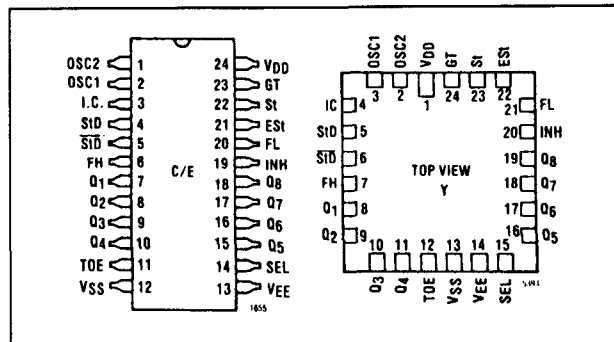 OSC2 1 24 VDD
OSC1 2 23 GT
I.C. 3 22 St
StD 4 21 ESt
StD 5 20 FL
FH 6 C/E 19 INH
Q1 7 18 Q8
Q2 8 17 Q7
Q3 9 16 Q6
Q4 10 15 Q5
TOE 11 14 SEL
VSS 12 13 VEE
1655
OSC1 OSC2 VDD GT St ESt
3 2 1 24 23 22
IC 4 21 FL
StD 5 20 INH
StD 6 TOP VIEW 19 Q8
FH 7 Y 18 Q7
Q1 8 17 Q6
Q2 9 16 Q5
10 11 12 13 14 15
Q3 Q4 TOE VSS VEE SEL